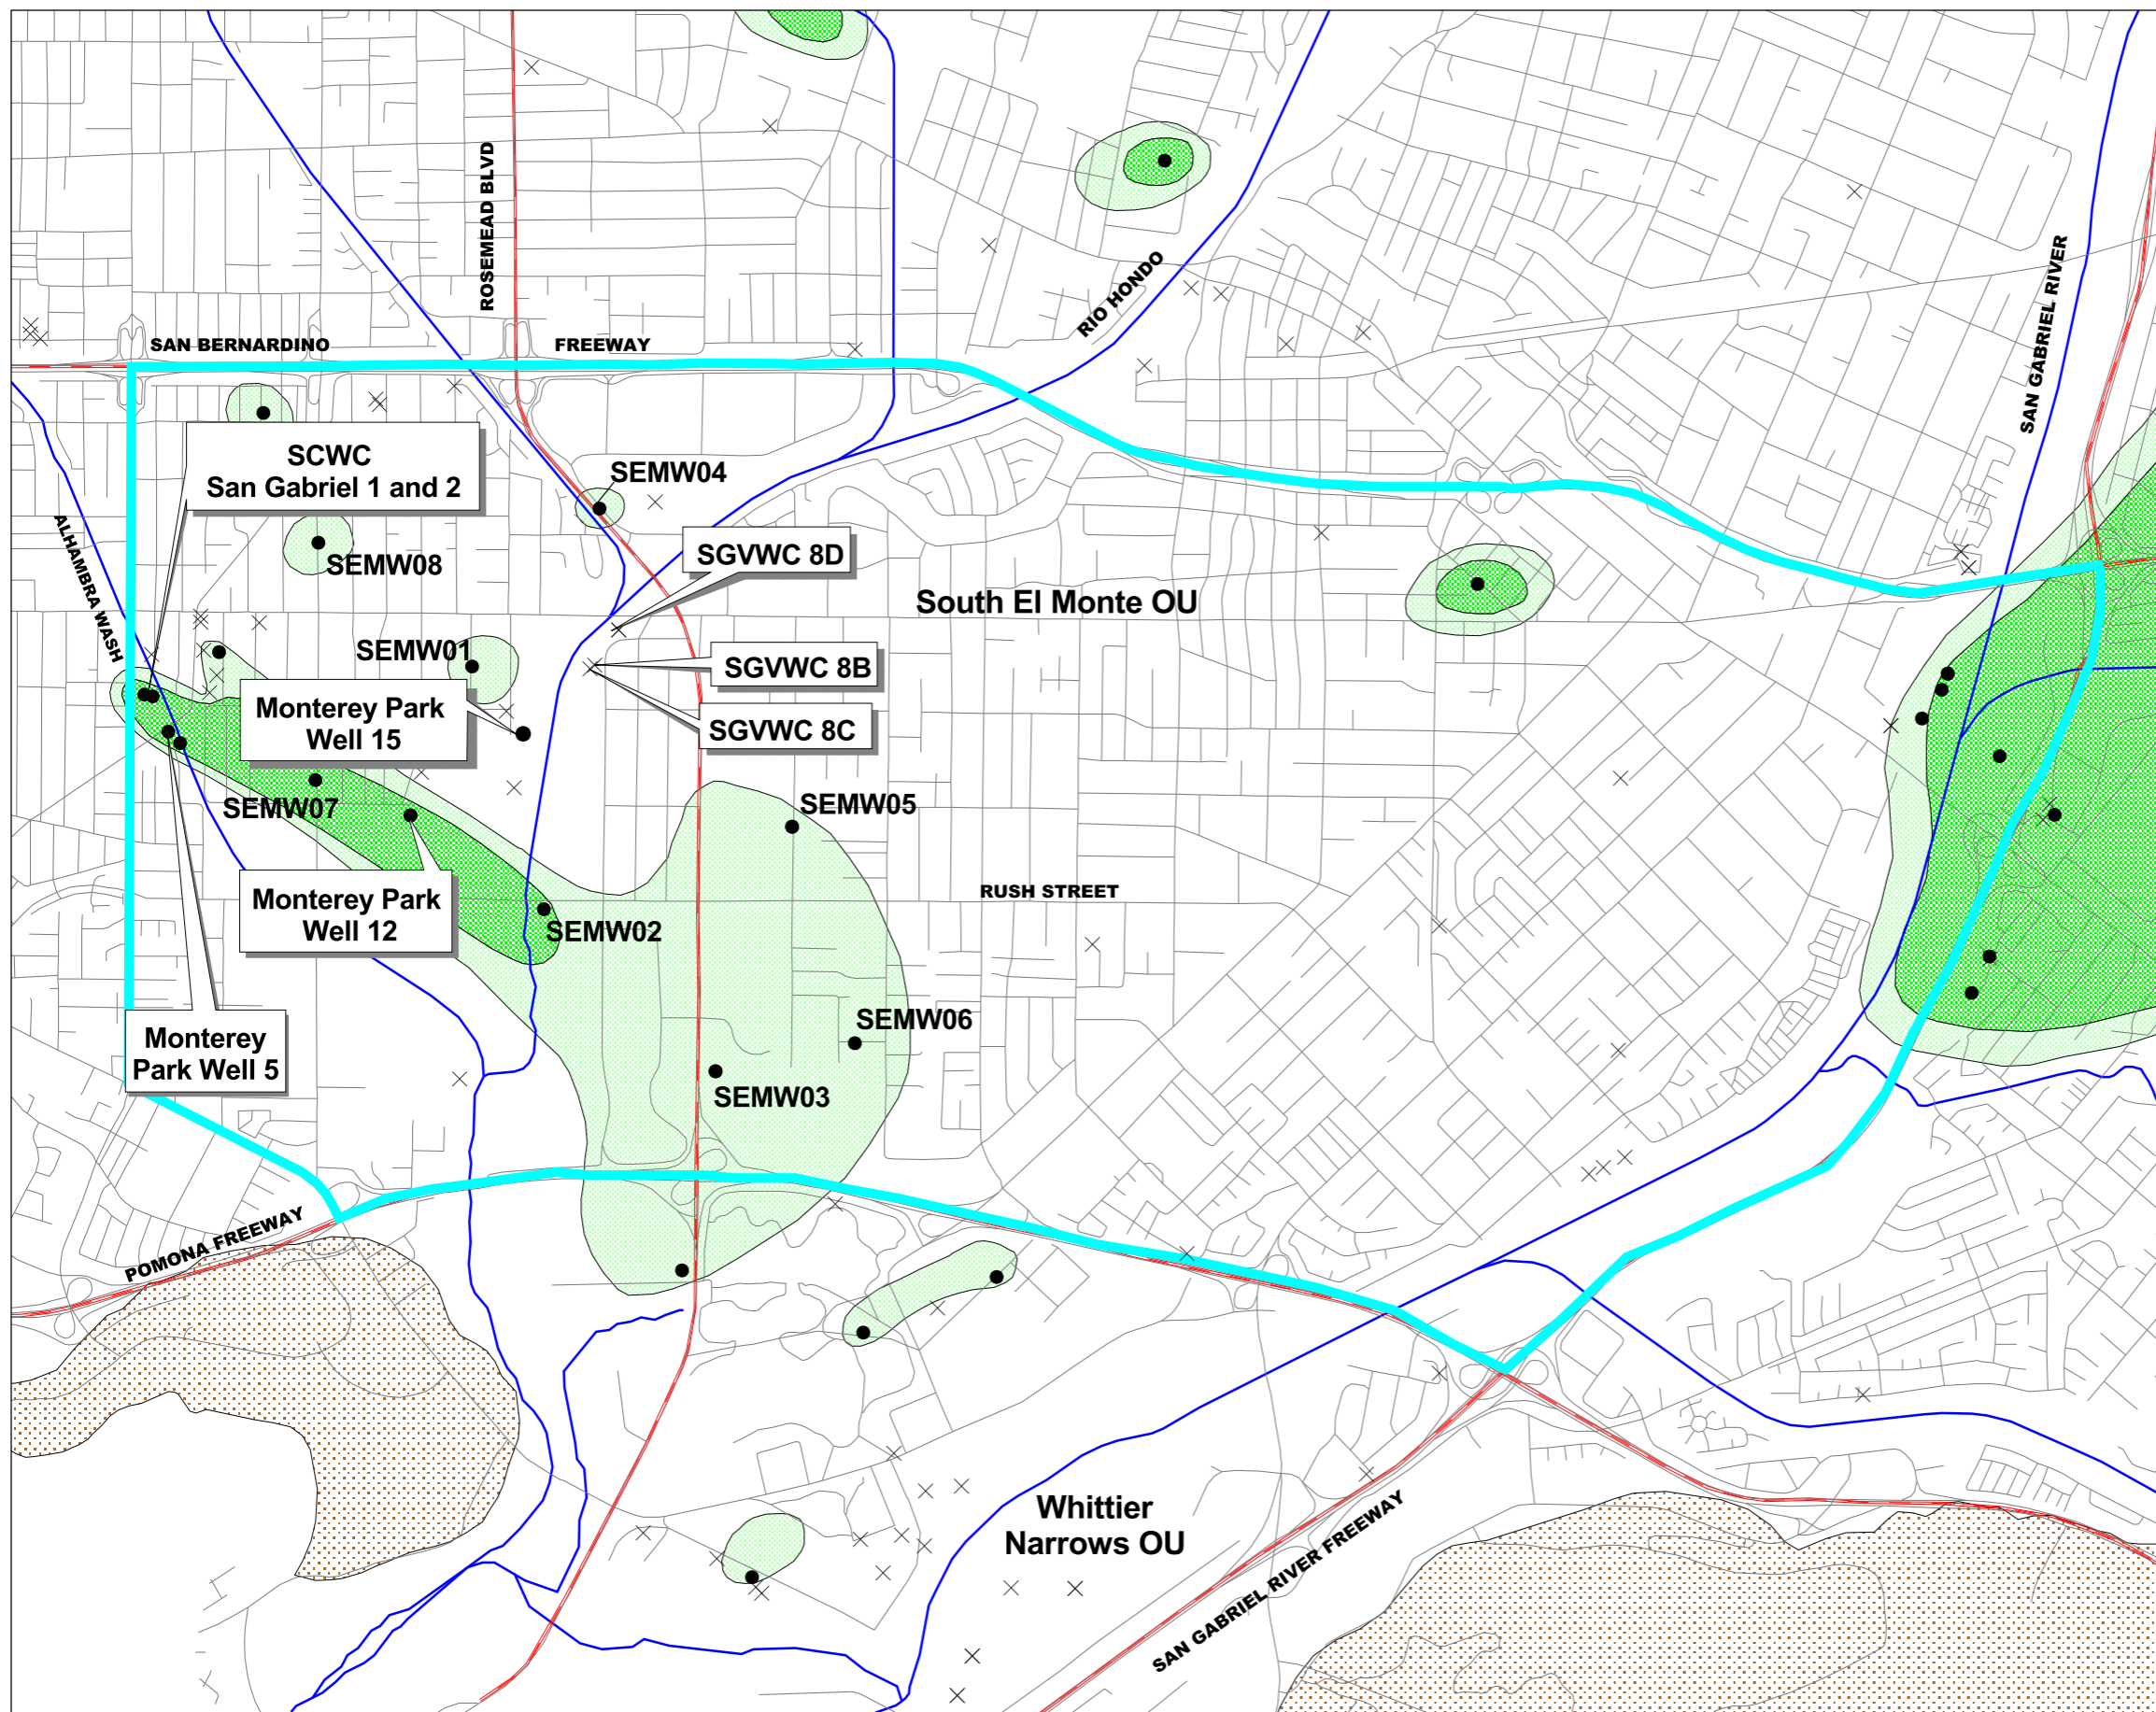 ROSEMEAD BLVD
RIO HONDO
SAN GABRIEL RIVER
SAN BERNARDINO
FREEWAY
SCWC
San Gabriel 1 and 2
SEMW04
ALHAMBRA WASH
SEMW08
SGVWC 8D
South El Monte OU
SEMW01
SGVWC 8B
Monterey Park
Well 15
SGVWC 8C
SEMW07
SEMW05
Monterey Park
Well 12
RUSH STREET
SEMW02
SEMW06
Monterey
Park Well 5
SEMW03
POMONA FREEWAY
Whittier
Narrows OU
SAN GABRIEL RIVER FREEWAY